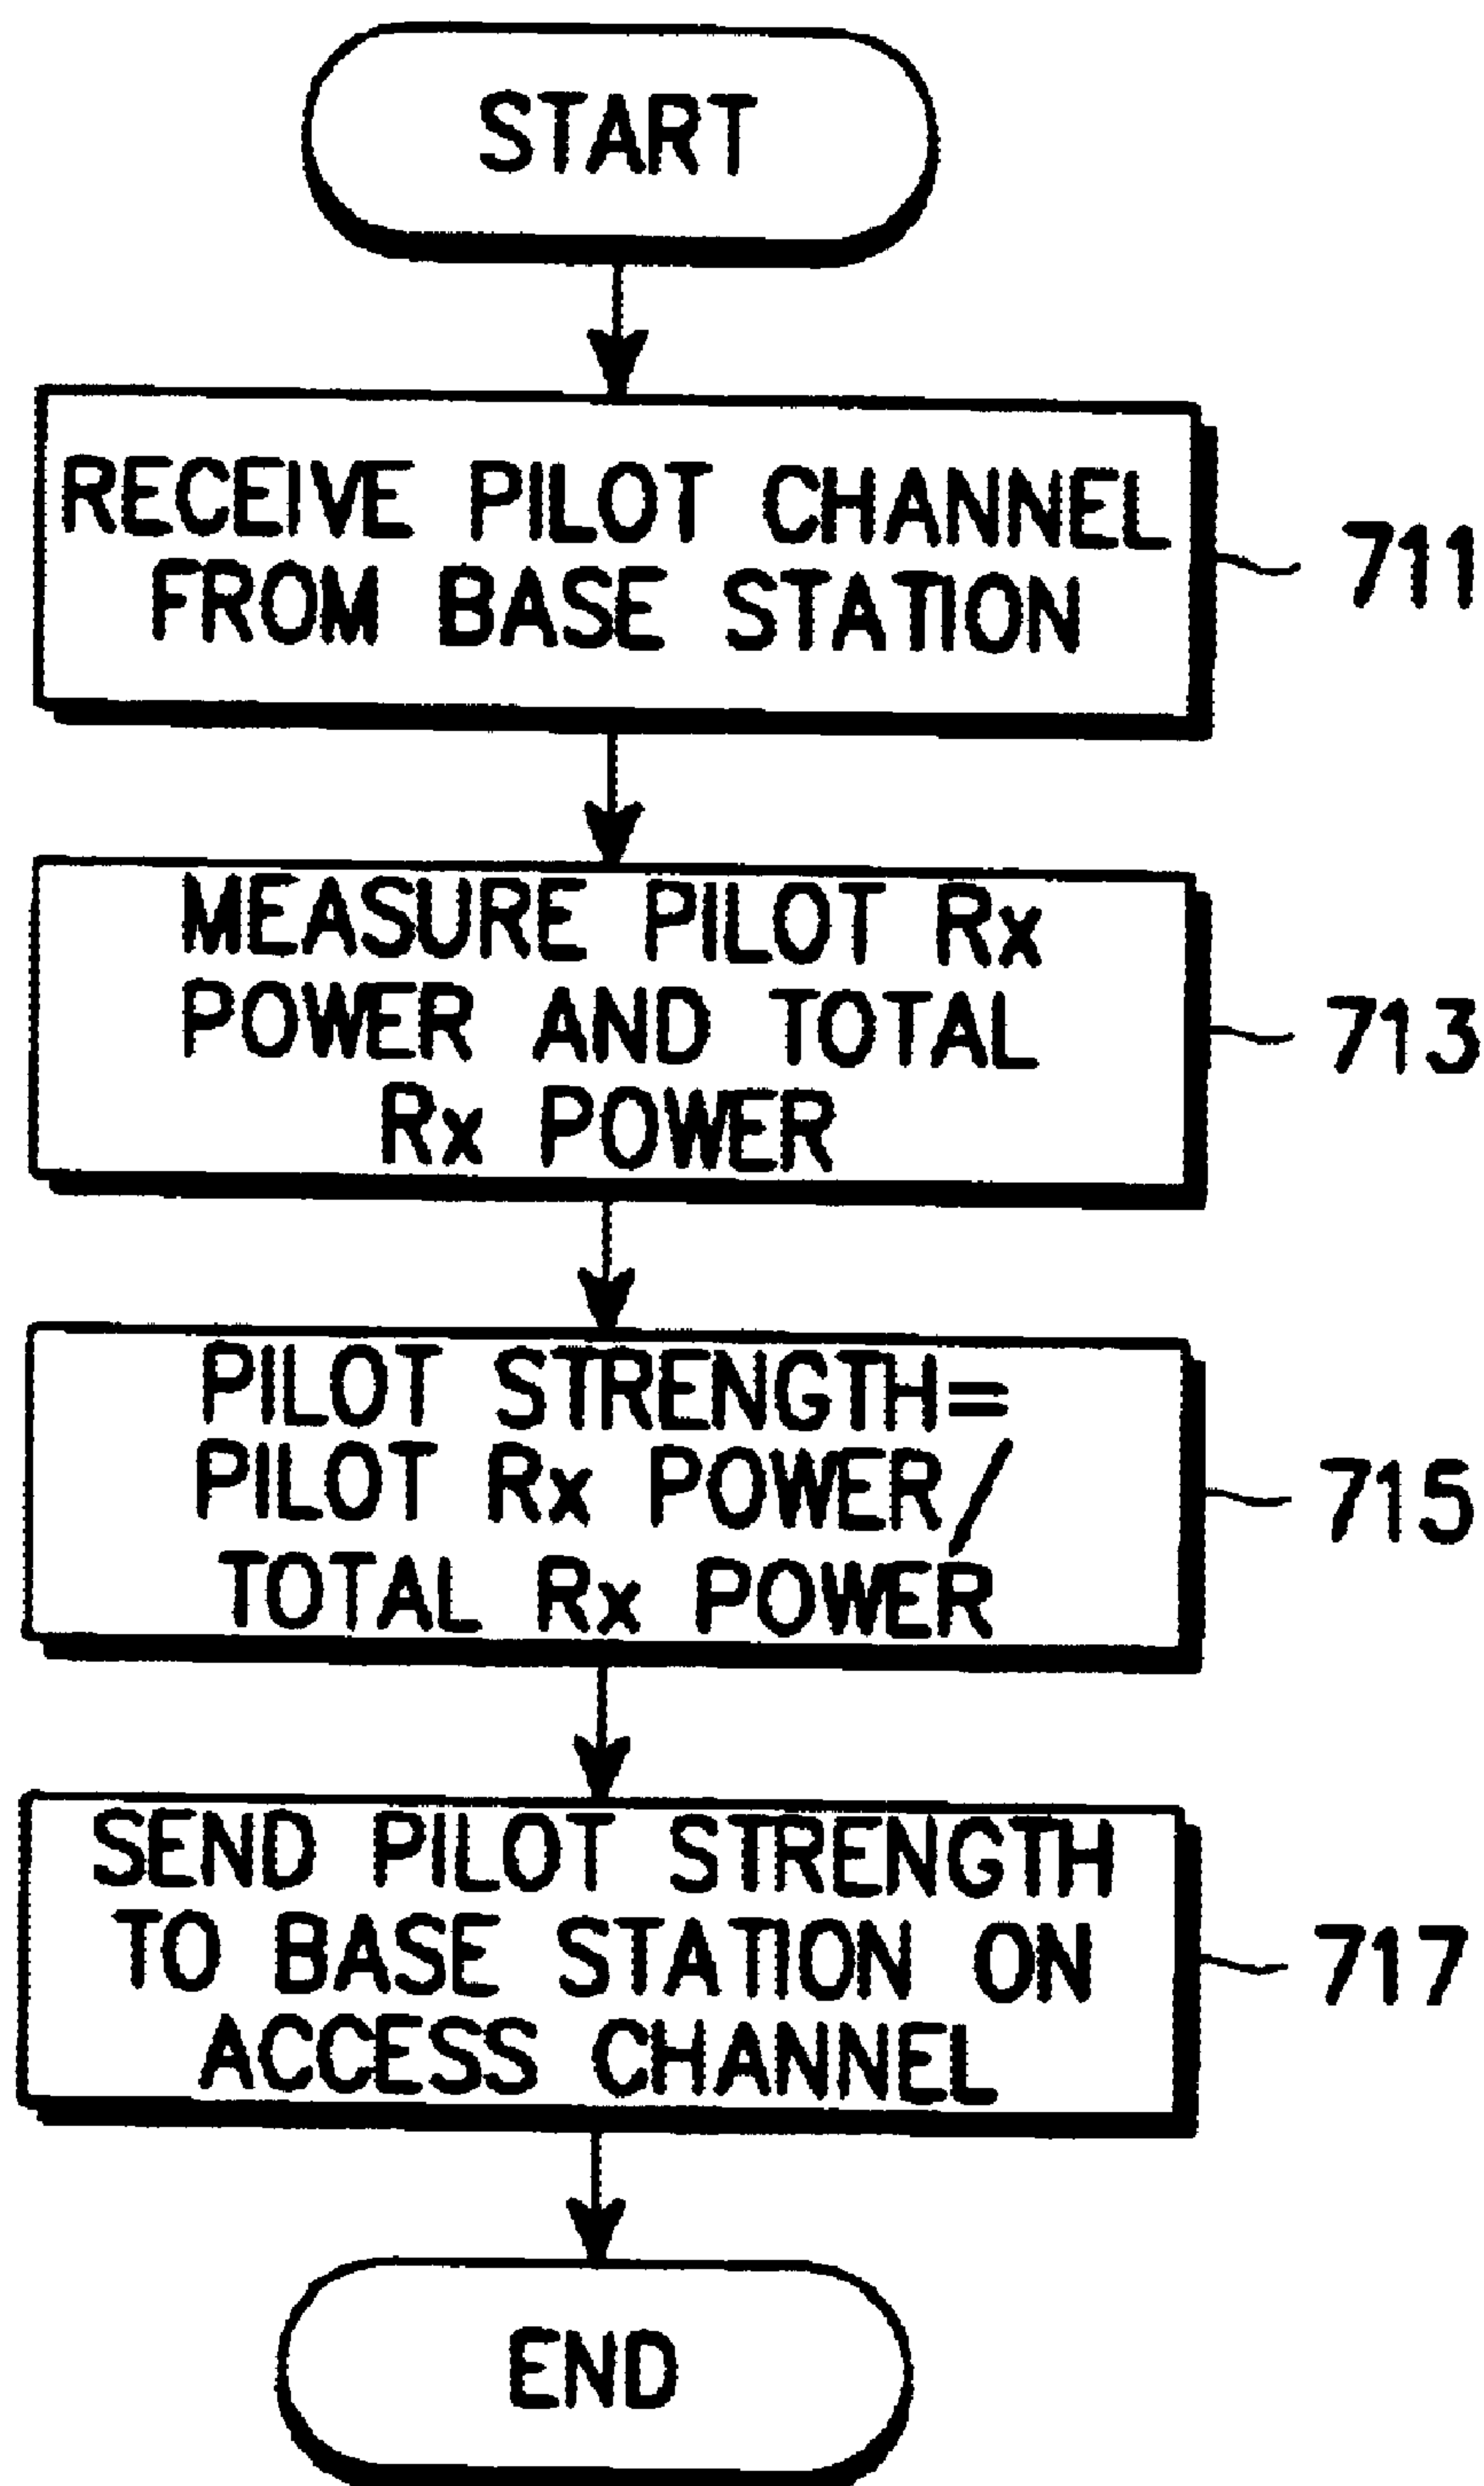 START
RECEIVE PILOT CHANNEL
FROM BASE STATION
711
MEASURE PILOT Rx
POWER AND TOTAL
Rx POWER
713
PILOT STRENGTH=
PILOT Rx POWER/
TOTAL Rx POWER
715
SEND PILOT STRENGTH
TO BASE STATION ON
ACCESS CHANNEL
717
END